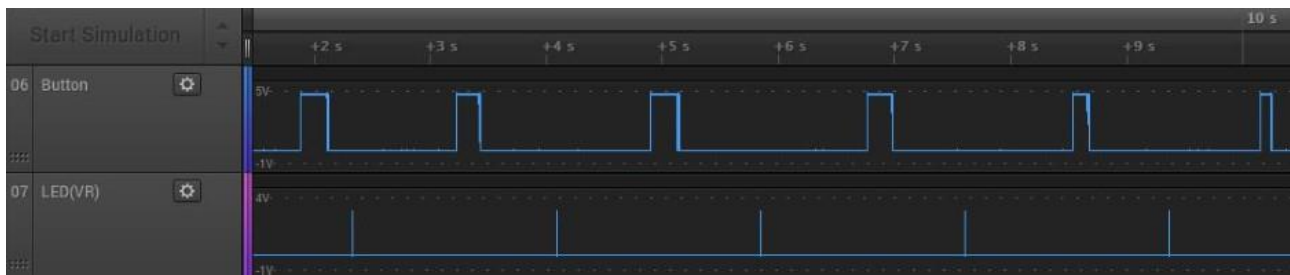 10 s
Start Simulation
+2 s +3 s +4 s +5 s +6 s +7 s +8 s +9 s
06 Button
5V
-1V
07 LED(VR)
4V
-1V